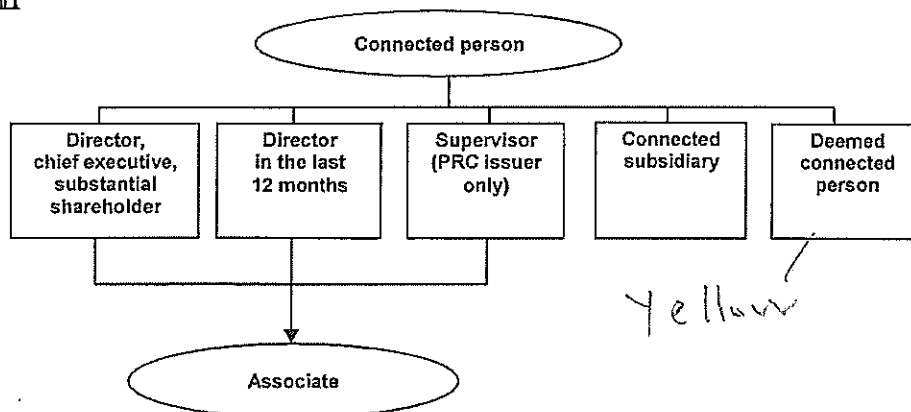 Connected person
Director,
chief executive,
substantial
shareholder
Director
in the last
12 months
Supervisor
(PRC issuer
only)
Connected
subsidiary
Deemed
connected
person
Yellow
Associate